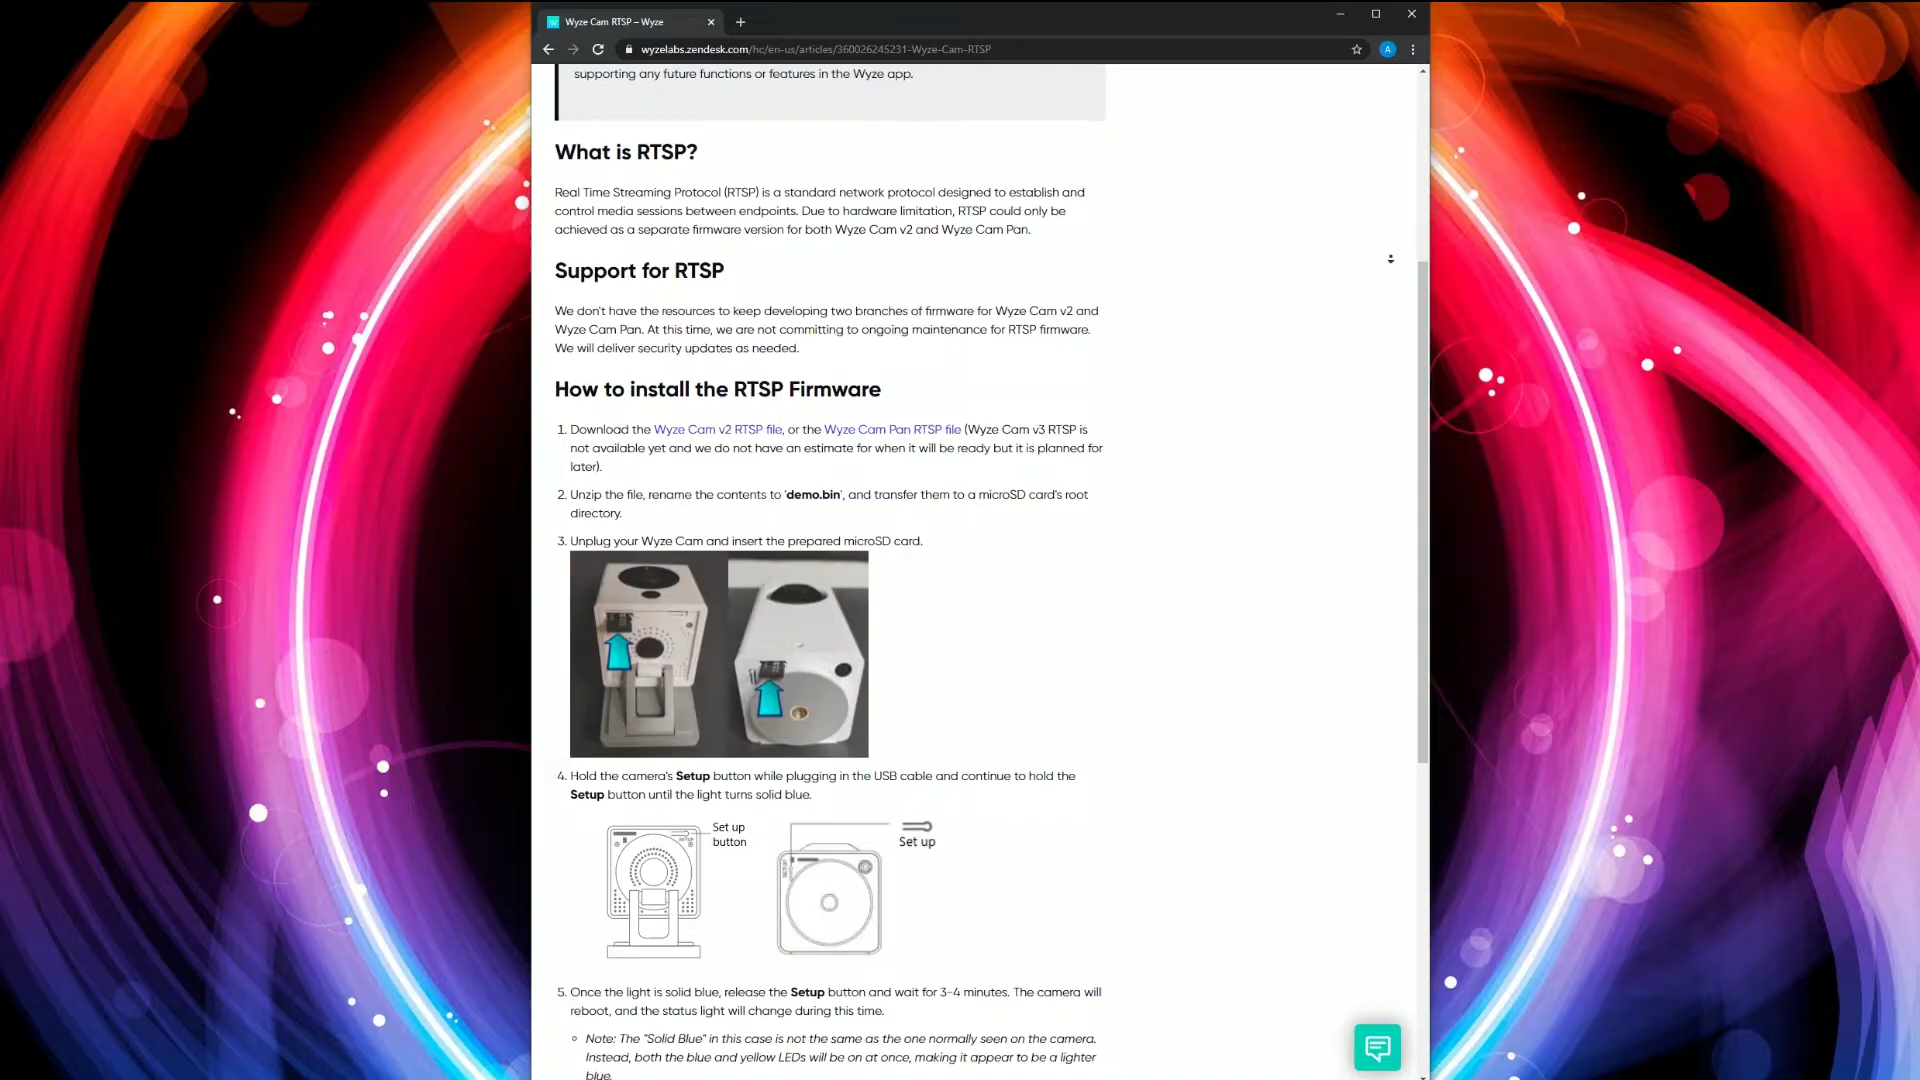 Wyze Cam RTSP – Wyze
wyzelabs.zendesk.com/hc/en-us/articles/360026245231-Wyze-Cam-RTSP
A
supporting any future functions or features in the Wyze app.
What is RTSP?
Real Time Streaming Protocol (RTSP) is a standard network protocol designed to establish and
control media sessions between endpoints. Due to hardware limitation, RTSP could only be
achieved as a separate firmware version for both Wyze Cam v2 and Wyze Cam Pan.
Support for RTSP
We don't have the resources to keep developing two branches of firmware for Wyze Cam v2 and
Wyze Cam Pan. At this time, we are not committing to ongoing maintenance for RTSP firmware.
We will deliver security updates as needed.
How to install the RTSP Firmware
1. Download the Wyze Cam v2 RTSP file, or the Wyze Cam Pan RTSP file (Wyze Cam v3 RTSP is
not available yet and we do not have an estimate for when it will be ready but it is planned for
later).
2. Unzip the file, rename the contents to 'demo.bin', and transfer them to a microSD card's root
directory.
3. Unplug your Wyze Cam and insert the prepared microSD card.
4. Hold the camera's Setup button while plugging in the USB cable and continue to hold the
Setup button until the light turns solid blue.
Set up
button
SETUP
Set up
SETUP
5. Once the light is solid blue, release the Setup button and wait for 3-4 minutes. The camera will
reboot, and the status light will change during this time.
Note: The "Solid Blue" in this case is not the same as the one normally seen on the camera.
Instead, both the blue and yellow LEDs will be on at once, making it appear to be a lighter
blue.